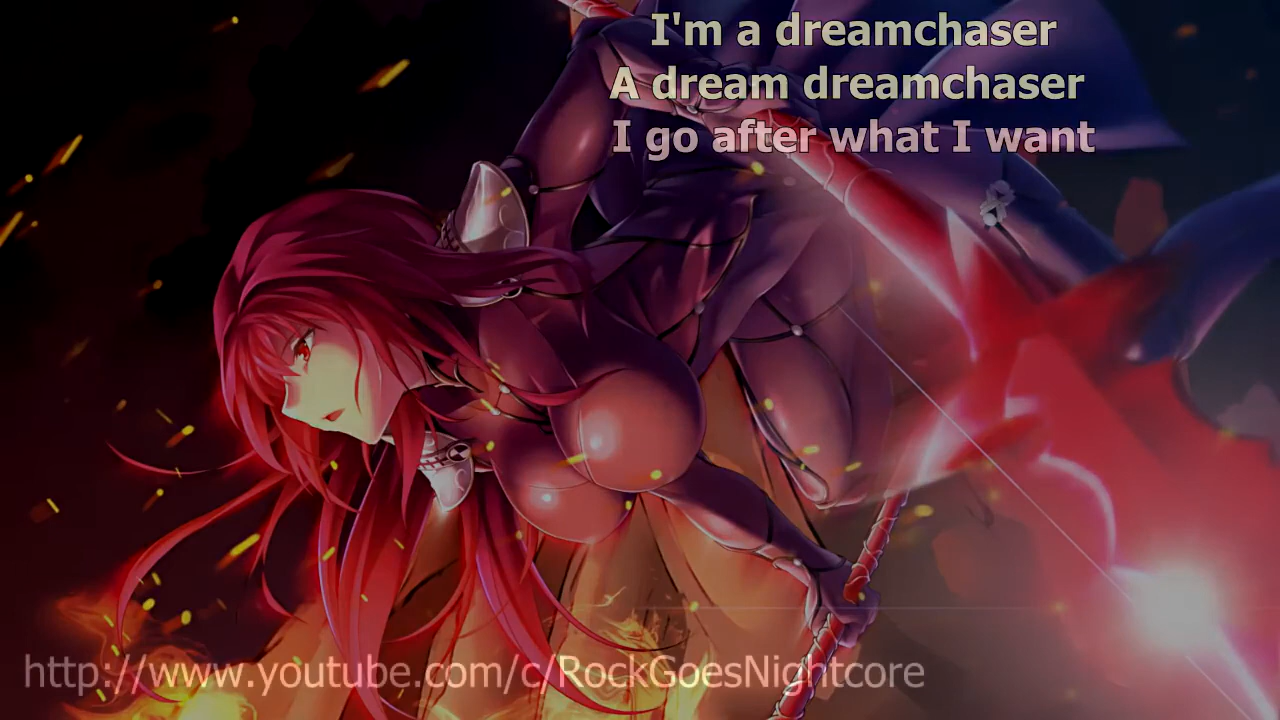 I'm a dreamchaser
A dream dreamchaser
I go after what I want
http://www.youtube.com/c/RockGoesNightcore